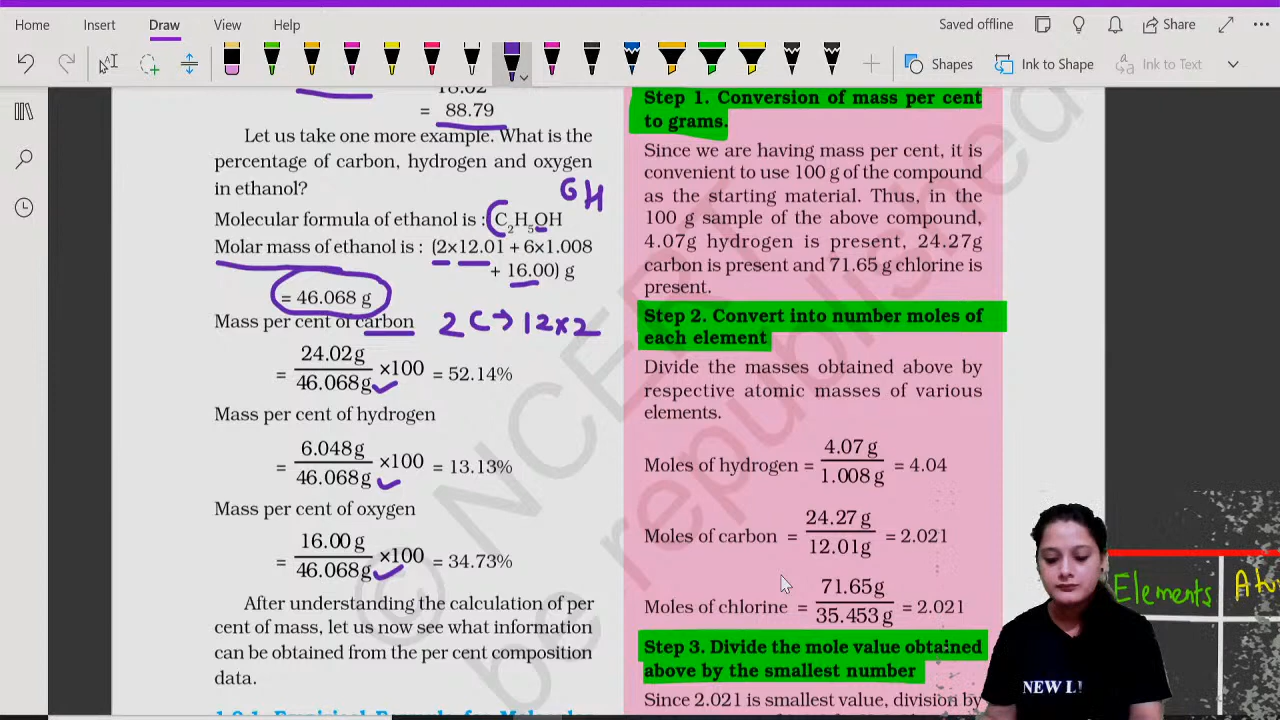 Home Insert Draw View Help Saved offline Share
Shapes Ink to Shape Ink to Text
18.02
= 88.79
Let us take one more example. What is the
percentage of carbon, hydrogen and oxygen
in ethanol?
6H
Molecular formula of ethanol is : C2H5OH
Molar mass of ethanol is : (2×12.01 + 6×1.008
+ 16.00) g
= 46.068 g
Mass per cent of carbon
2C→12×2
= 24.02g / 46.068g ×100 = 52.14%
Mass per cent of hydrogen
= 6.048g / 46.068g ×100 = 13.13%
Mass per cent of oxygen
= 16.00g / 46.068g ×100 = 34.73%
After understanding the calculation of per
cent of mass, let us now see what information
can be obtained from the per cent composition
data.
Step 1. Conversion of mass per cent
to grams.
Since we are having mass per cent, it is
convenient to use 100 g of the compound
as the starting material. Thus, in the
100 g sample of the above compound,
4.07g hydrogen is present, 24.27g
carbon is present and 71.65 g chlorine is
present.
Step 2. Convert into number moles of
each element
Divide the masses obtained above by
respective atomic masses of various
elements.
Moles of hydrogen = 4.07 g / 1.008 g = 4.04
Moles of carbon = 24.27 g / 12.01g = 2.021
Moles of chlorine = 71.65g / 35.453 g = 2.021
Step 3. Divide the mole value obtained
above by the smallest number
Since 2.021 is smallest value, division by
© NCERT
be republished
Elements
NEW